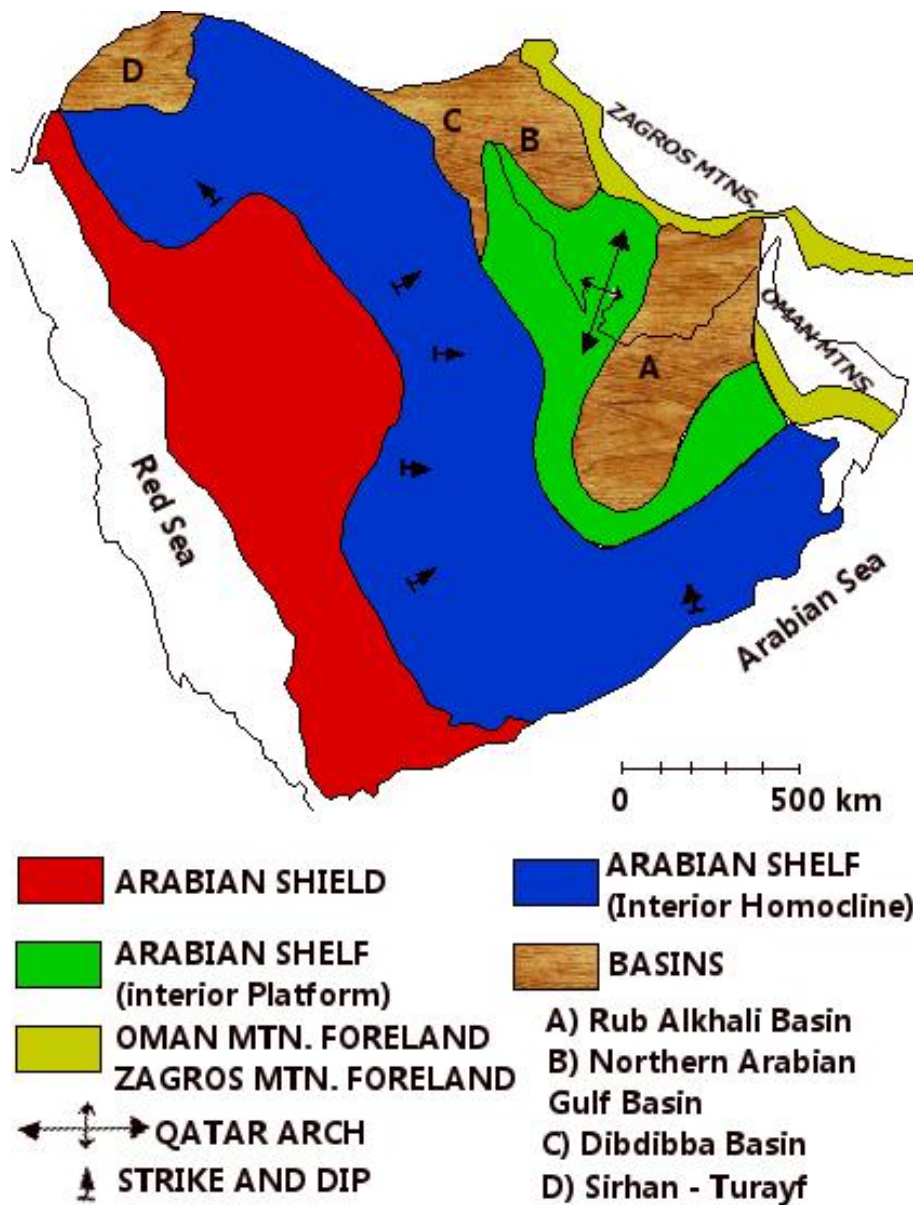 D
C
B
ZAGROS MTNS.
OMAN MTNS.
A
Red Sea
Arabian Sea
0 500 km
ARABIAN SHIELD
ARABIAN SHELF
(Interior Homocline)
ARABIAN SHELF
(interior Platform)
BASINS
OMAN MTN. FORELAND
ZAGROS MTN. FORELAND
QATAR ARCH
STRIKE AND DIP
A) Rub Alkhali Basin
B) Northern Arabian
Gulf Basin
C) Dibdibba Basin
D) Sirhan - Turayf